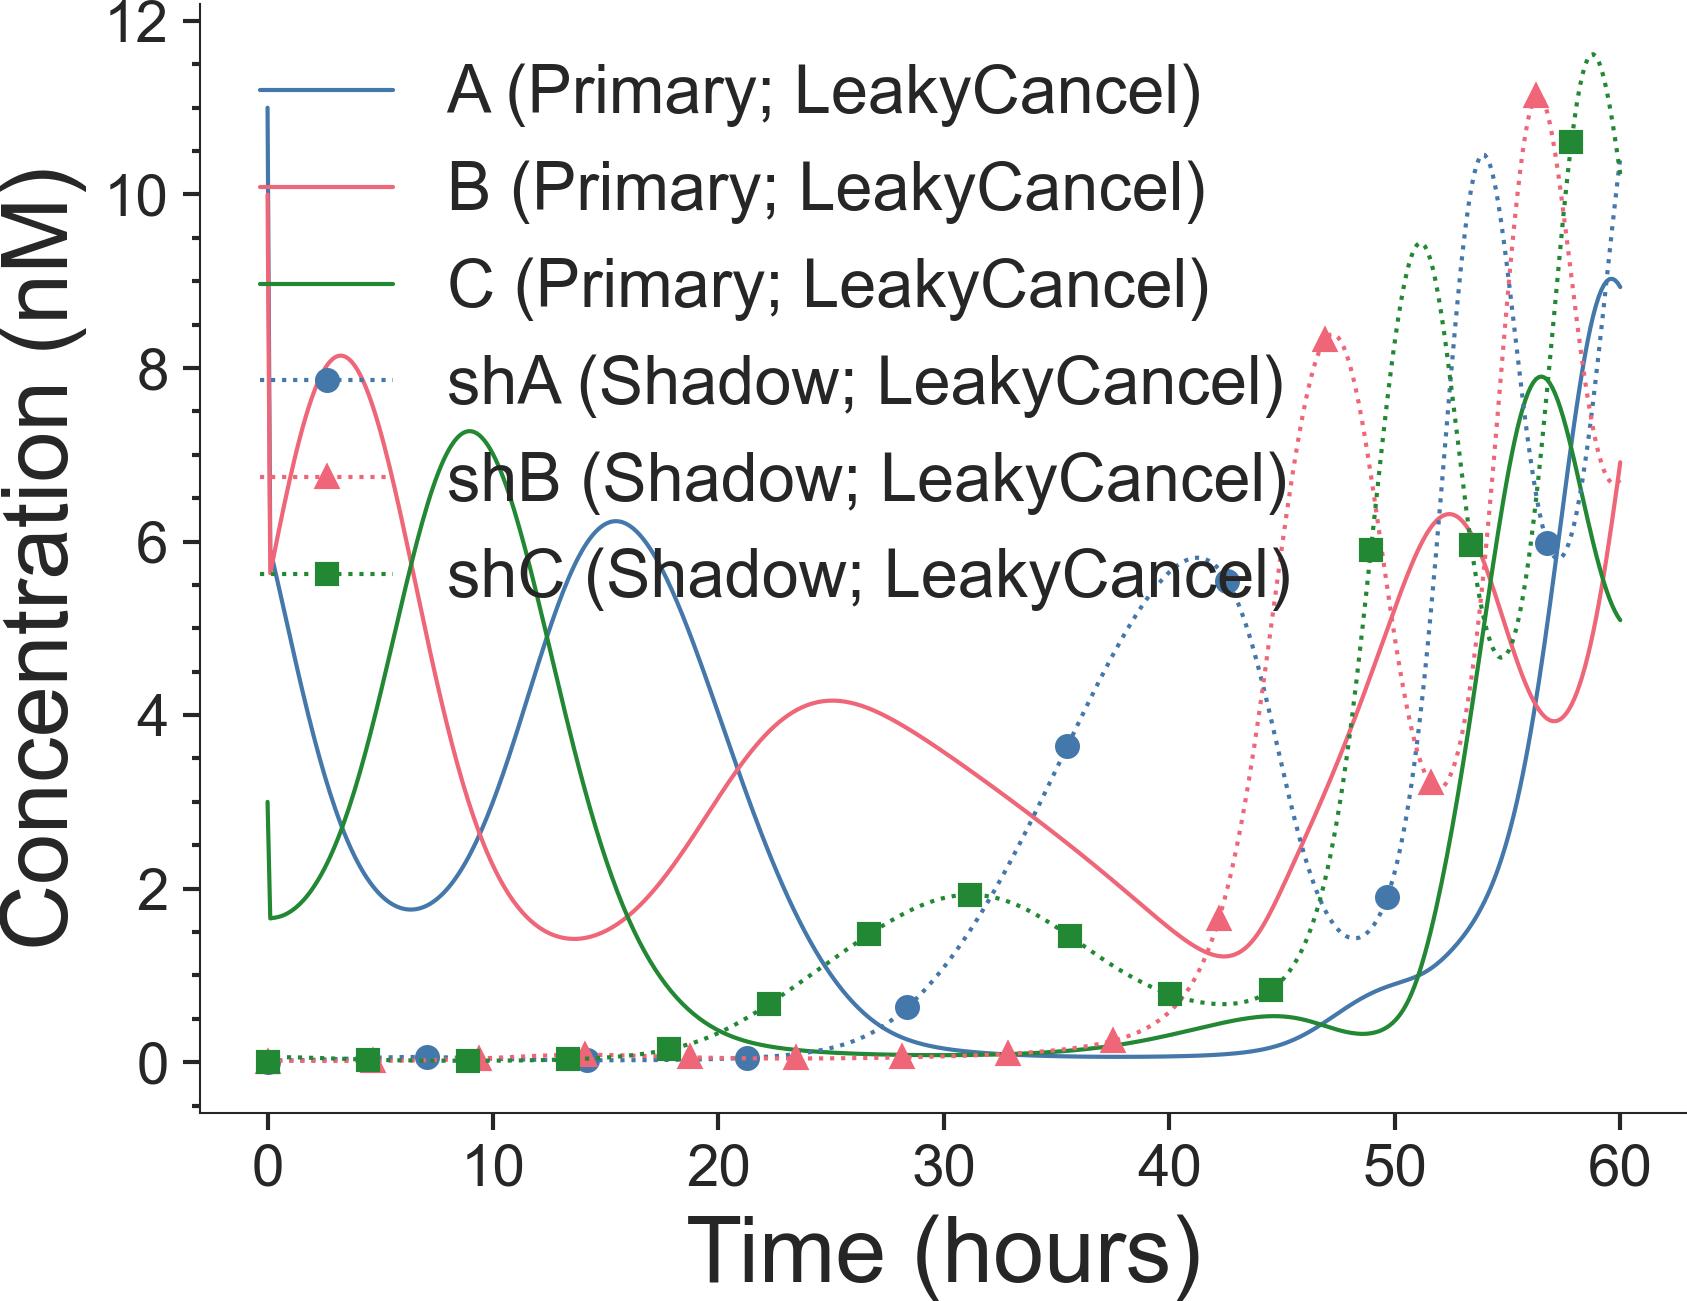 Concentration (nM)
12
10
8
6
4
2
0
A (Primary; LeakyCancel)
B (Primary; LeakyCancel)
C (Primary; LeakyCancel)
shA (Shadow; LeakyCancel)
shB (Shadow; LeakyCancel)
shC (Shadow; LeakyCancel)
0 10 20 30 40 50 60
Time (hours)